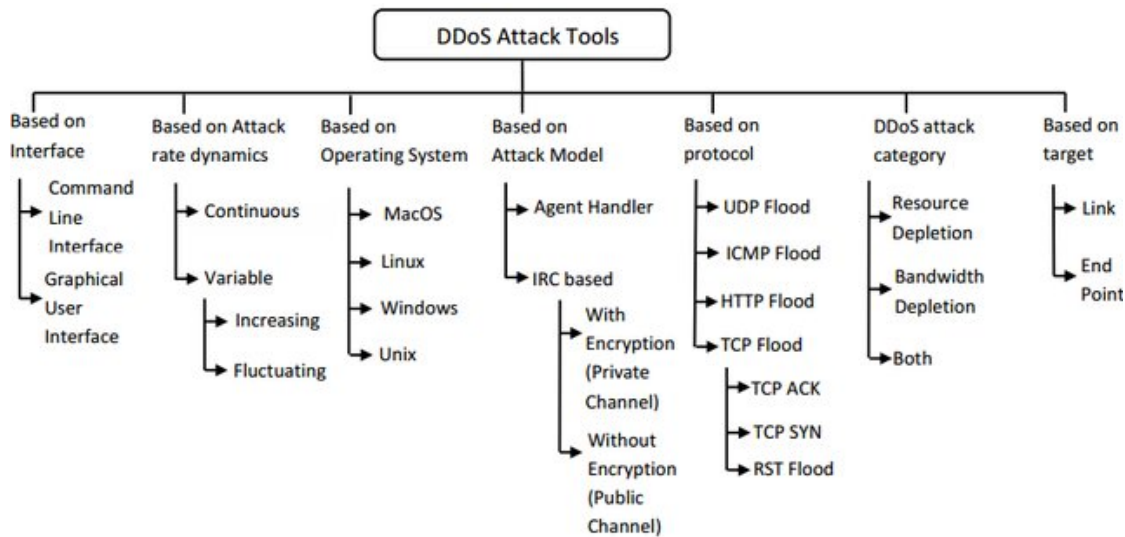 DDoS Attack Tools
Based on
Interface
Command
Line
Interface
Graphical
User
Interface
Based on Attack
rate dynamics
Continuous
Variable
Increasing
Fluctuating
Based on
Operating System
MacOS
Linux
Windows
Unix
Based on
Attack Model
Agent Handler
IRC based
With
Encryption
(Private
Channel)
Without
Encryption
(Public
Channel)
Based on
protocol
UDP Flood
ICMP Flood
HTTP Flood
TCP Flood
TCP ACK
TCP SYN
RST Flood
DDoS attack
category
Resource
Depletion
Bandwidth
Depletion
Both
Based on
target
Link
End
Point